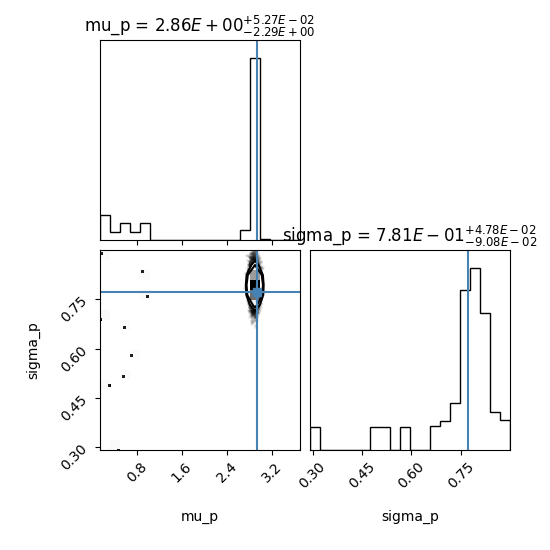 mu_p = 2.86E + 00+5.27E − 02 −2.29E + 00
sigma_p = 7.81E − 01+4.78E − 02 −9.08E − 02
sigma_p
0.75
0.60
0.45
0.30
0.8 1.6 2.4 3.2
0.30 0.45 0.60 0.75
mu_p
sigma_p